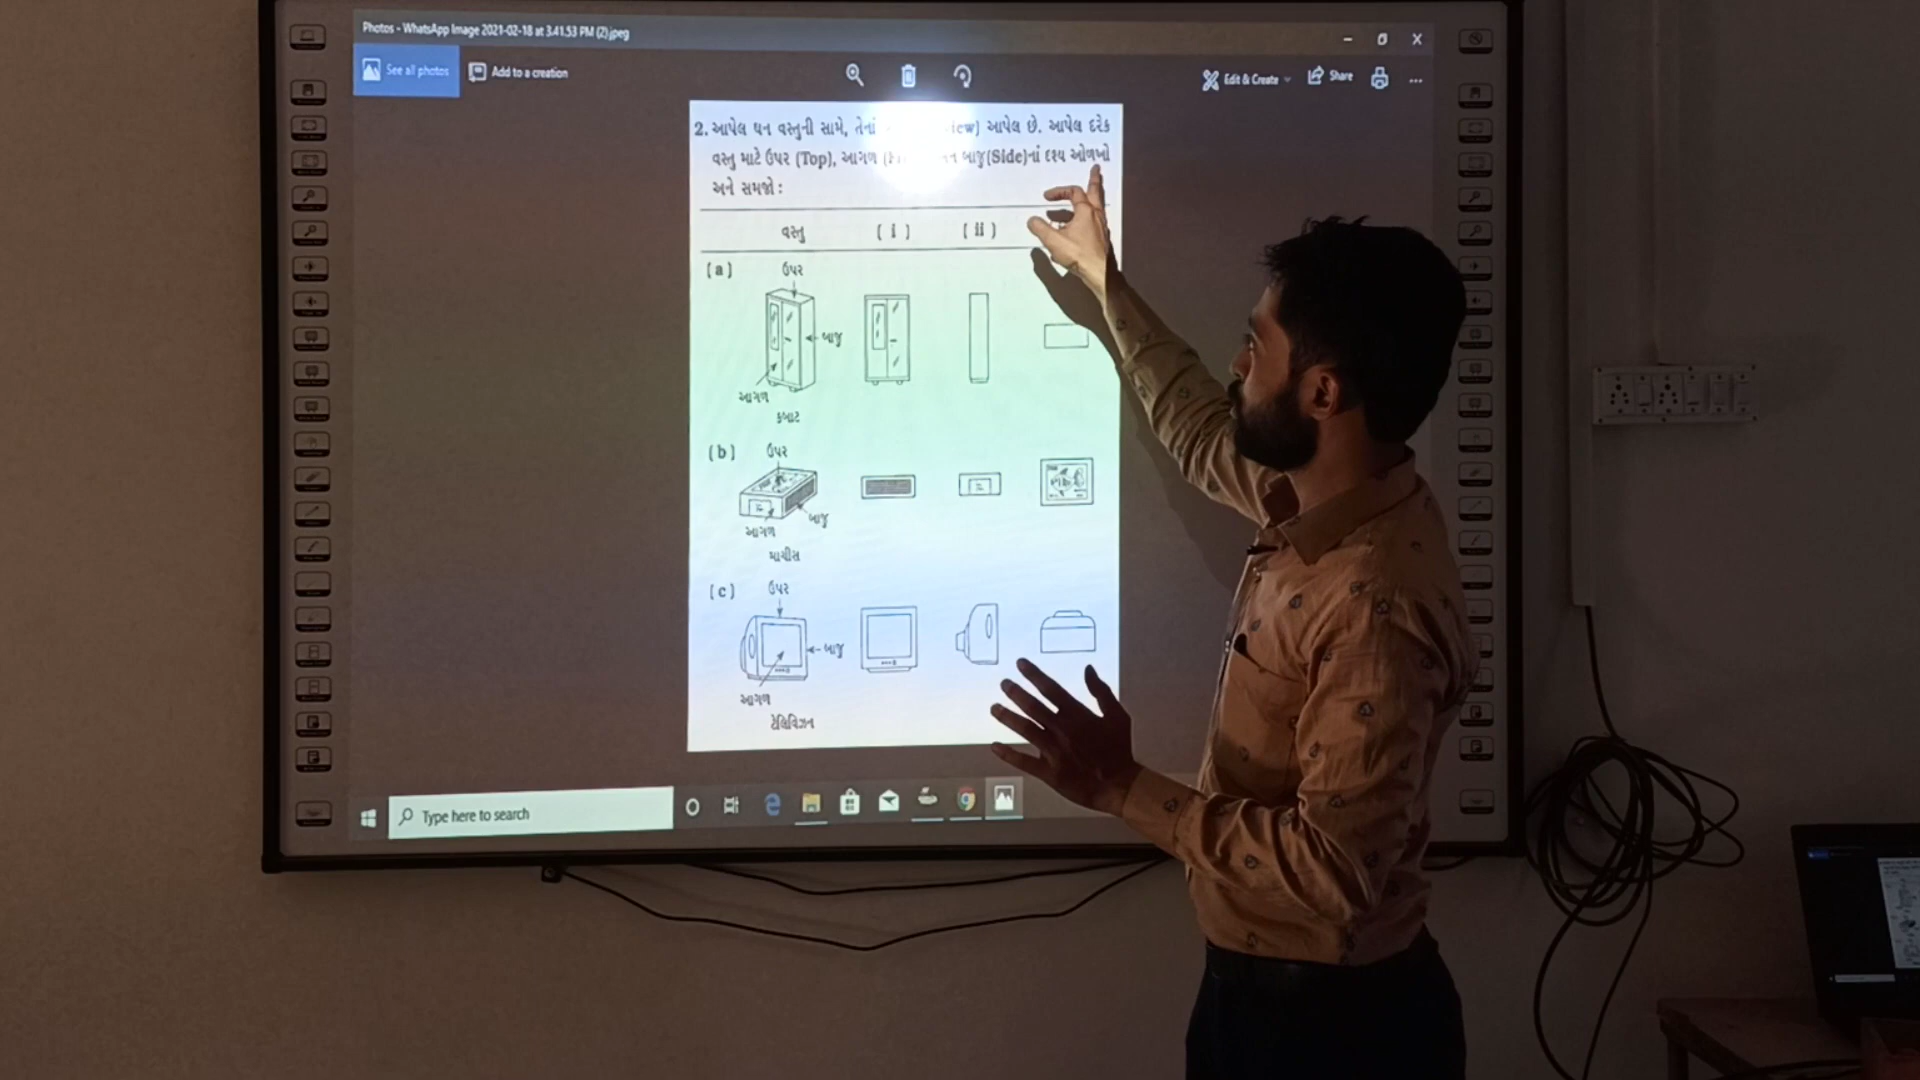 Photos - WhatsApp Image 2021-02-18 at 3.41.53 PM (2).jpeg
See all photos
Add to a creation
Edit & Create
Share
2. આપેલ ઘન વસ્તુની સામે, તેનાં આપેલ છે. આપેલ દરેક
વસ્તુ માટે ઉપર (Top), આગળ બાજુ(Side)નાં દૃશ્ય ઓળખો
અને સમજો :
વસ્તુ ( i ) ( ii )
(a) ઉપર
બાજુ
આગળ
કબાટ
(b) ઉપર
બાજુ
આગળ
માચીસ
(c) ઉપર
બાજુ
આગળ
ટેલિવિઝન
Type here to search